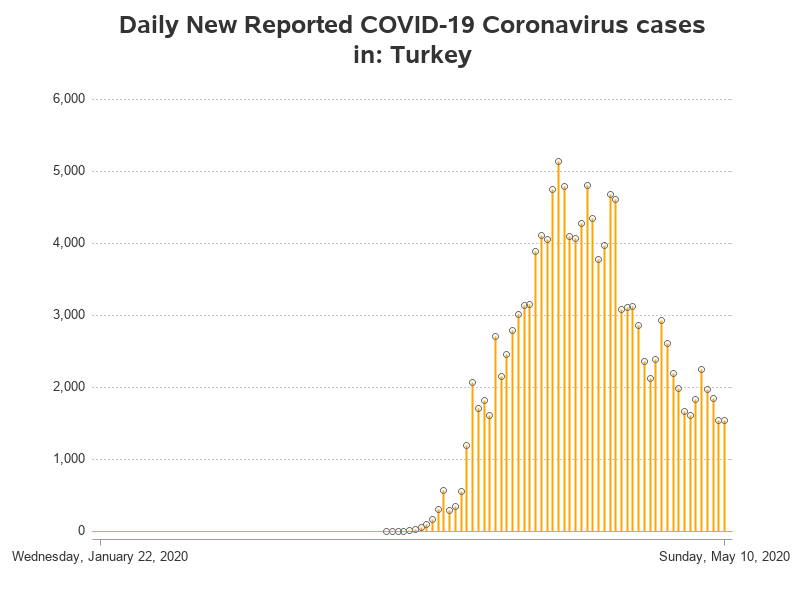 Daily New Reported COVID-19 Coronavirus cases
in: Turkey
6,000
5,000
4,000
3,000
2,000
1,000
0
Wednesday, January 22, 2020
Sunday, May 10, 2020